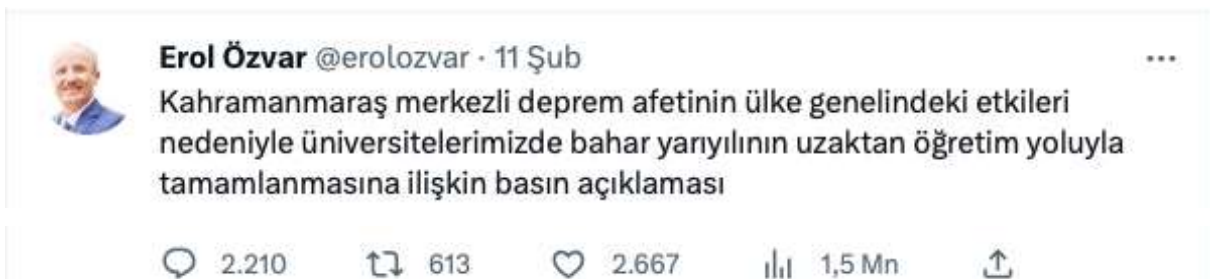 Erol Özvar @erolozvar · 11 Şub
Kahramanmaraş merkezli deprem afetinin ülke genelindeki etkileri
nedeniyle üniversitelerimizde bahar yarıyılının uzaktan öğretim yoluyla
tamamlanmasına ilişkin basın açıklaması
2.210 613 2.667 1,5 Mn